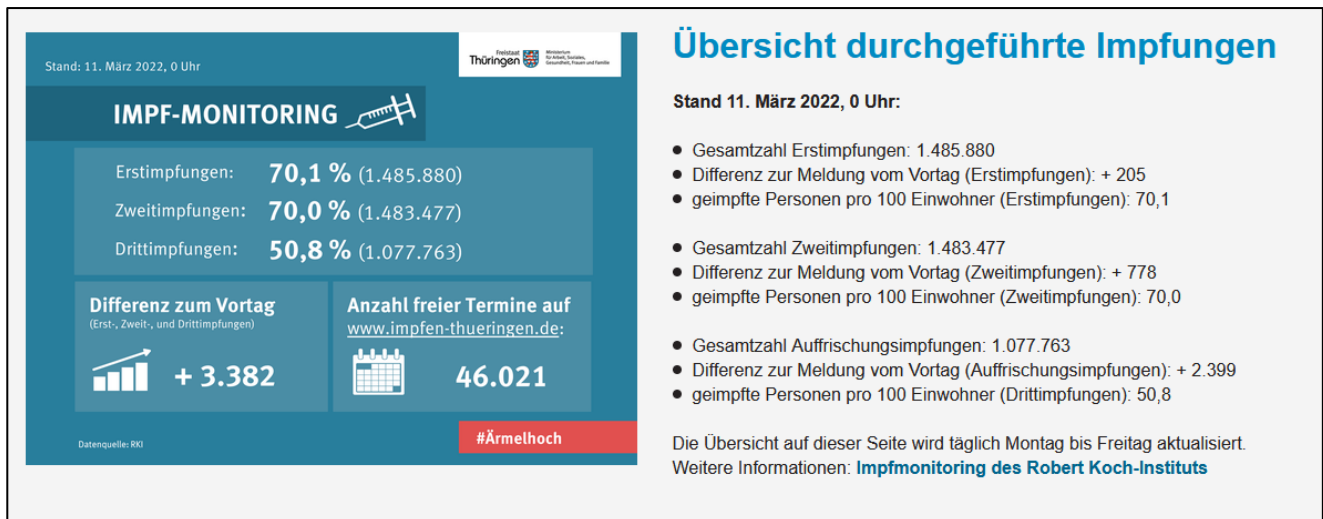 Stand: 11. März 2022, 0 Uhr
Freistaat
Thüringen
Ministerium
für Arbeit, Soziales,
Gesundheit, Frauen und Familie
IMPF-MONITORING
Erstimpfungen: 70,1 % (1.485.880)
Zweitimpfungen: 70,0 % (1.483.477)
Drittimpfungen: 50,8 % (1.077.763)
Differenz zum Vortag
(Erst-, Zweit-, und Drittimpfungen)
+ 3.382
Anzahl freier Termine auf
www.impfen-thueringen.de:
46.021
Datenquelle: RKI
#Ärmelhoch
Übersicht durchgeführte Impfungen
Stand 11. März 2022, 0 Uhr:
● Gesamtzahl Erstimpfungen: 1.485.880
● Differenz zur Meldung vom Vortag (Erstimpfungen): + 205
● geimpfte Personen pro 100 Einwohner (Erstimpfungen): 70,1
● Gesamtzahl Zweitimpfungen: 1.483.477
● Differenz zur Meldung vom Vortag (Zweitimpfungen): + 778
● geimpfte Personen pro 100 Einwohner (Zweitimpfungen): 70,0
● Gesamtzahl Auffrischungsimpfungen: 1.077.763
● Differenz zur Meldung vom Vortag (Auffrischungsimpfungen): + 2.399
● geimpfte Personen pro 100 Einwohner (Drittimpfungen): 50,8
Die Übersicht auf dieser Seite wird täglich Montag bis Freitag aktualisiert.
Weitere Informationen: Impfmonitoring des Robert Koch-Instituts